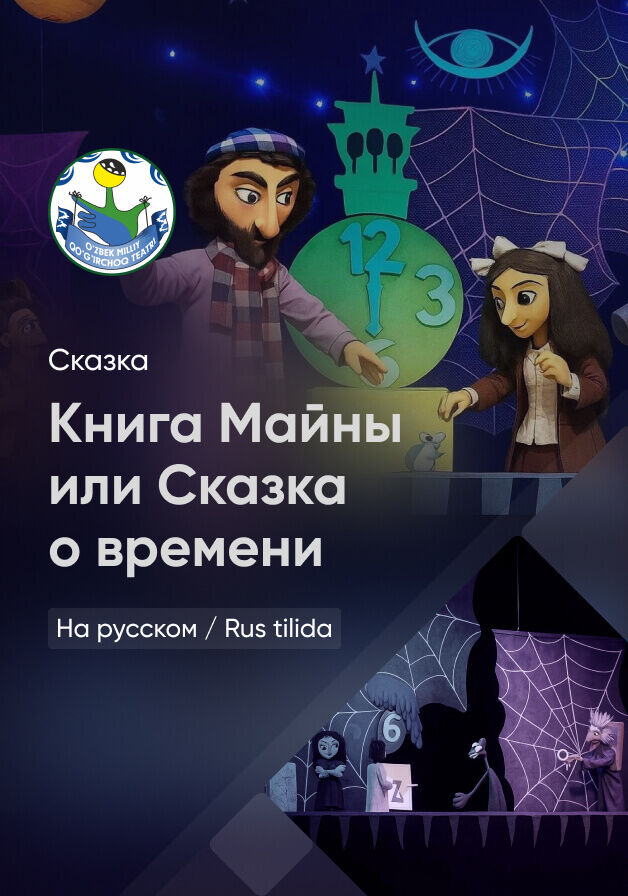 12
3
6
O'ZBEK MILLIY
QO'G'IRCHOQ TEATRI
Сказка
Книга Майны
или Сказка
о времени
На русском / Rus tilida
6
Z